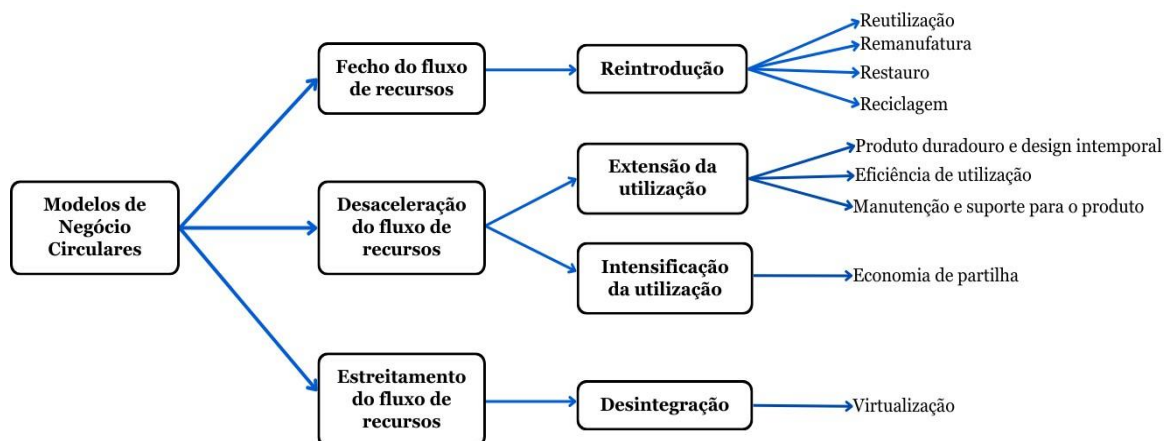 Modelos de
Negócio
Circulares
Fecho do fluxo
de recursos
Reintrodução
Reutilização
Remanufatura
Restauro
Reciclagem
Desaceleração
do fluxo de
recursos
Extensão da
utilização
Produto duradouro e design intemporal
Eficiência de utilização
Manutenção e suporte para o produto
Intensificação
da utilização
Economia de partilha
Estreitamento
do fluxo de
recursos
Desintegração
Virtualização